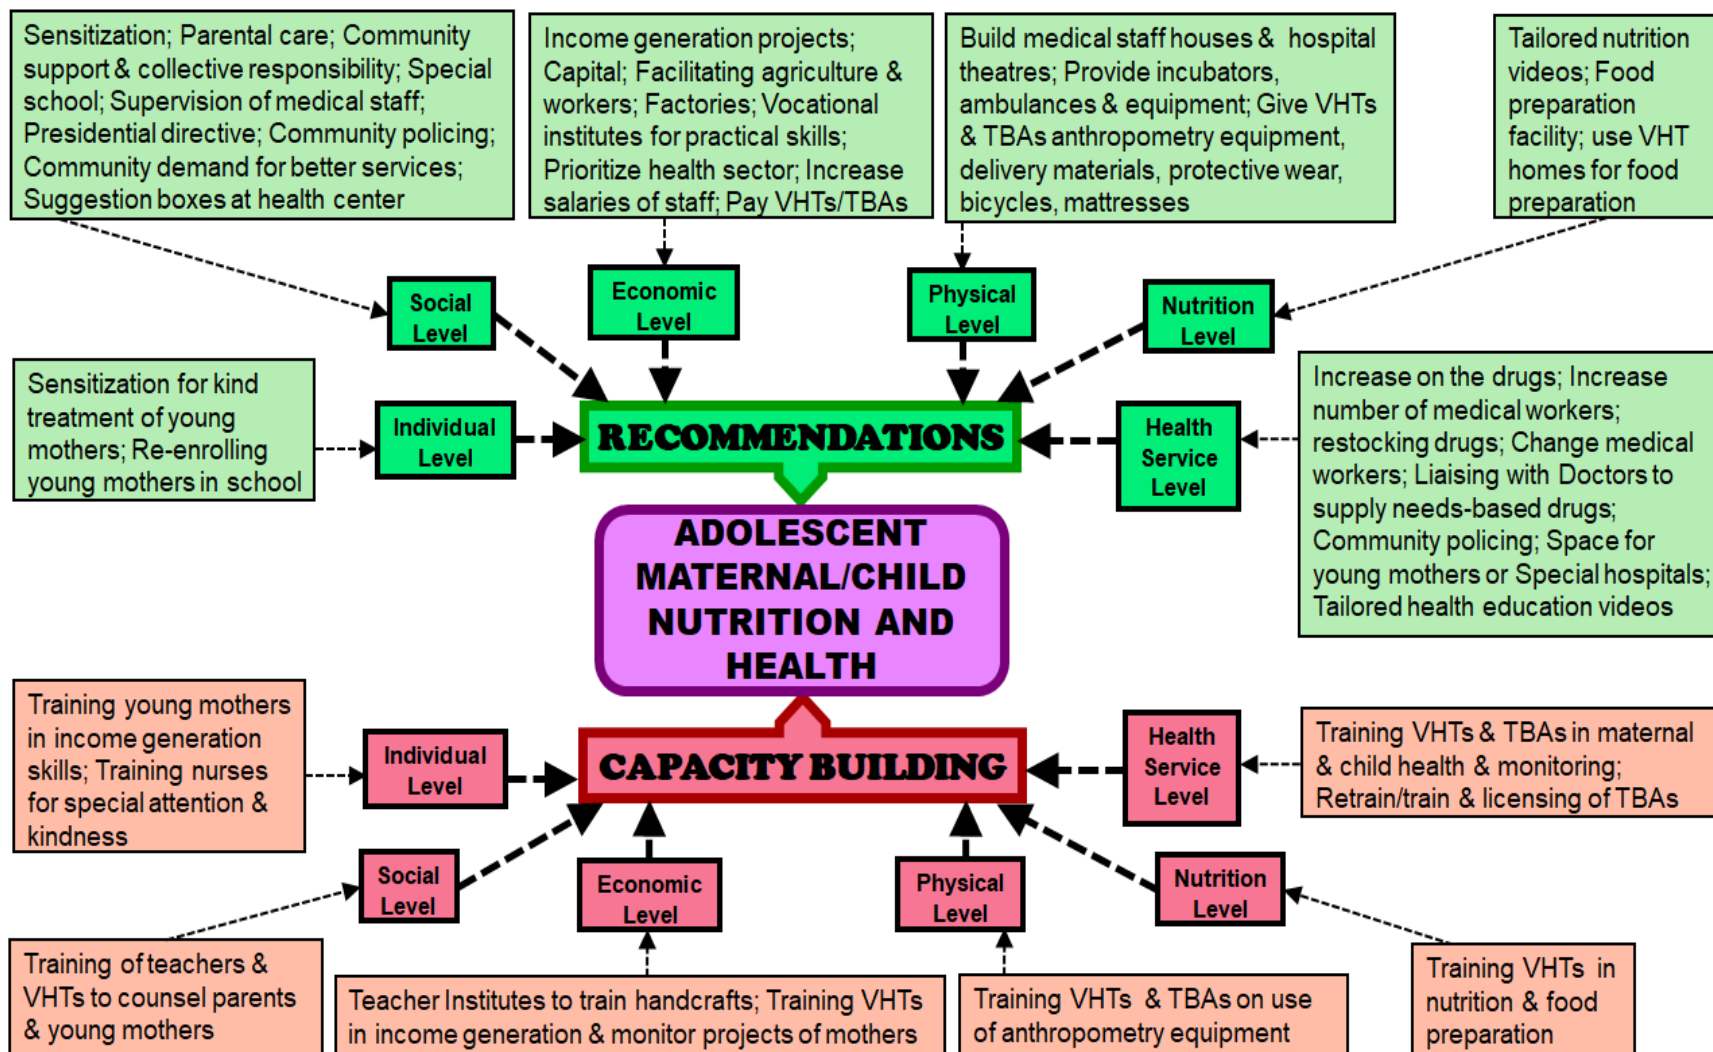 Sensitization; Parental care; Community
support & collective responsibility; Special
school; Supervision of medical staff;
Presidential directive; Community policing;
Community demand for better services;
Suggestion boxes at health center
Income generation projects;
Capital; Facilitating agriculture &
workers; Factories; Vocational
institutes for practical skills;
Prioritize health sector; Increase
salaries of staff; Pay VHTs/TBAs
Build medical staff houses & hospital
theatres; Provide incubators,
ambulances & equipment; Give VHTs
& TBAs anthropometry equipment,
delivery materials, protective wear,
bicycles, mattresses
Tailored nutrition
videos; Food
preparation
facility; use VHT
homes for food
preparation
Social
Level
Economic
Level
Physical
Level
Nutrition
Level
Sensitization for kind
treatment of young
mothers; Re-enrolling
young mothers in school
Individual
Level
RECOMMENDATIONS
Health
Service
Level
Increase on the drugs; Increase
number of medical workers;
restocking drugs; Change medical
workers; Liaising with Doctors to
supply needs-based drugs;
Community policing; Space for
young mothers or Special hospitals;
Tailored health education videos
ADOLESCENT
MATERNAL/CHILD
NUTRITION AND
HEALTH
Training young mothers
in income generation
skills; Training nurses
for special attention &
kindness
Individual
Level
CAPACITY BUILDING
Health
Service
Level
Training VHTs & TBAs in maternal
& child health & monitoring;
Retrain/train & licensing of TBAs
Social
Level
Economic
Level
Physical
Level
Nutrition
Level
Training of teachers &
VHTs to counsel parents
& young mothers
Teacher Institutes to train handcrafts; Training VHTs
in income generation & monitor projects of mothers
Training VHTs & TBAs on use
of anthropometry equipment
Training VHTs in
nutrition & food
preparation